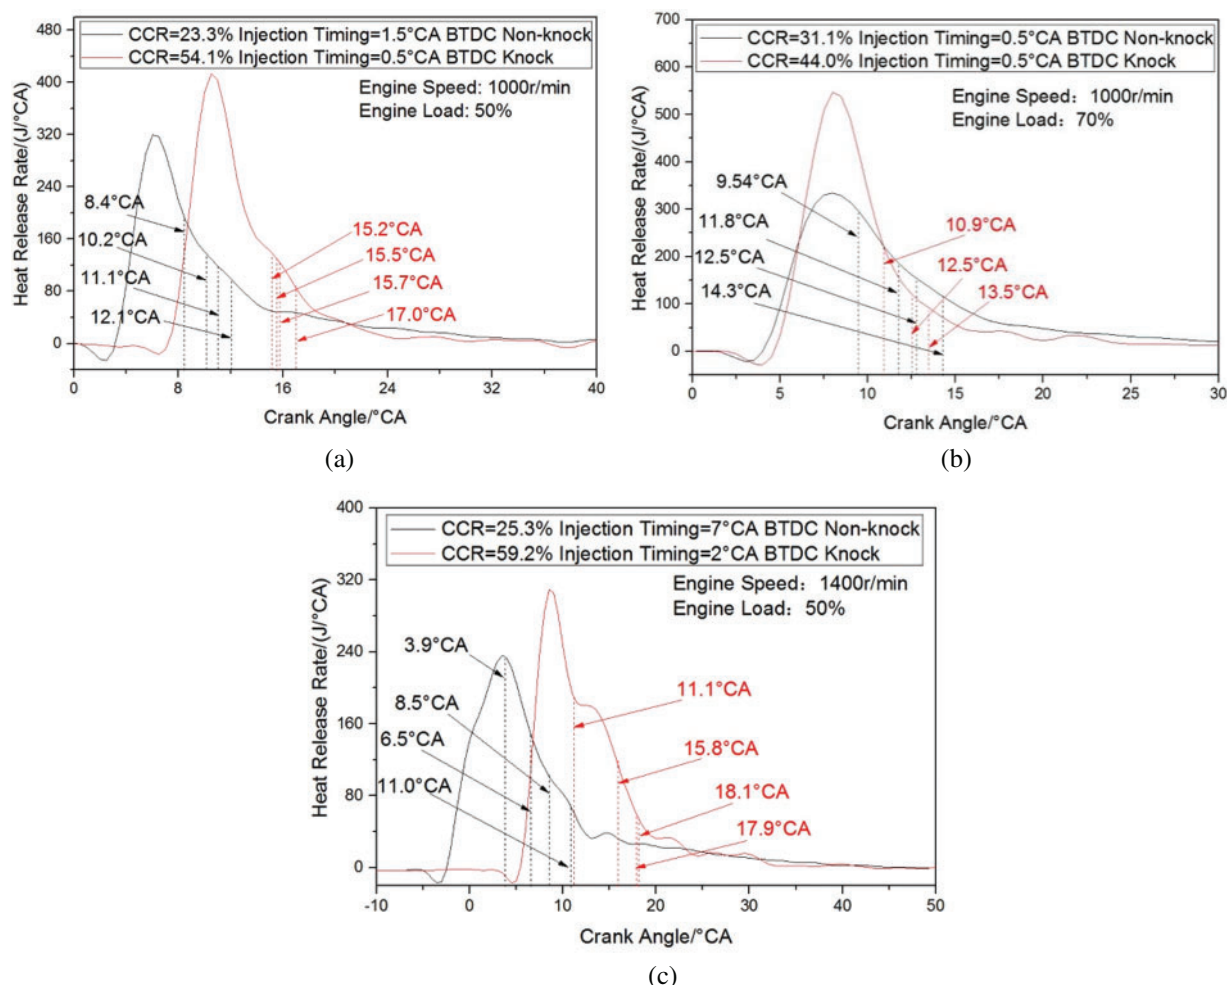 CCR=23.3% Injection Timing=1.5°CA BTDC Non-knock
CCR=54.1% Injection Timing=0.5°CA BTDC Knock
Engine Speed: 1000r/min
Engine Load: 50%
Heat Release Rate/(J/°CA)
480
400
320
240
160
80
0
8.4°CA
10.2°CA
11.1°CA
12.1°CA
15.2°CA
15.5°CA
15.7°CA
17.0°CA
0 8 16 24 32 40
Crank Angle/°CA
(a)
CCR=31.1% Injection Timing=0.5°CA BTDC Non-knock
CCR=44.0% Injection Timing=0.5°CA BTDC Knock
Engine Speed: 1000r/min
Engine Load: 70%
Heat Release Rate/(J/°CA)
700
600
500
400
300
200
100
0
9.54°CA
11.8°CA
12.5°CA
14.3°CA
10.9°CA
12.5°CA
13.5°CA
0 5 10 15 20 25 30
Crank Angle/°CA
(b)
CCR=25.3% Injection Timing=7°CA BTDC Non-knock
CCR=59.2% Injection Timing=2°CA BTDC Knock
Engine Speed: 1400r/min
Engine Load: 50%
Heat Release Rate/(J/°CA)
400
320
240
160
80
0
3.9°CA
8.5°CA
6.5°CA
11.0°CA
11.1°CA
15.8°CA
18.1°CA
17.9°CA
-10 0 10 20 30 40 50
Crank Angle/°CA
(c)